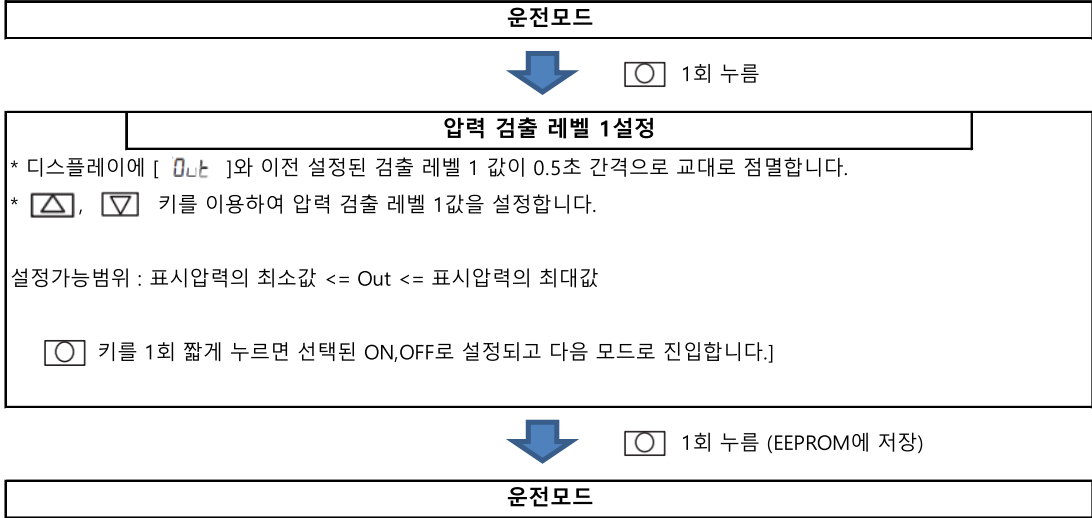 운전모드
1회 누름
압력 검출 레벨 1설정
* 디스플레이에 [ Out ]와 이전 설정된 검출 레벨 1 값이 0.5초 간격으로 교대로 점멸합니다.
* △, ▽ 키를 이용하여 압력 검출 레벨 1값을 설정합니다.
설정가능범위 : 표시압력의 최소값 <= Out <= 표시압력의 최대값
키를 1회 짧게 누르면 선택된 ON,OFF로 설정되고 다음 모드로 진입합니다.]
1회 누름 (EEPROM에 저장)
운전모드